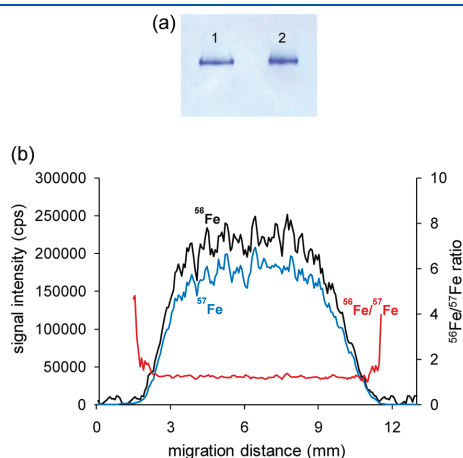 (a)
1 2
(b)
300000 10
250000 8
200000 6
150000
100000 4
50000 2
0 0
signal intensity (cps)
⁵⁶Fe/⁵⁷Fe ratio
⁵⁶Fe
⁵⁷Fe
⁵⁶Fe/⁵⁷Fe
0 3 6 9 12
migration distance (mm)